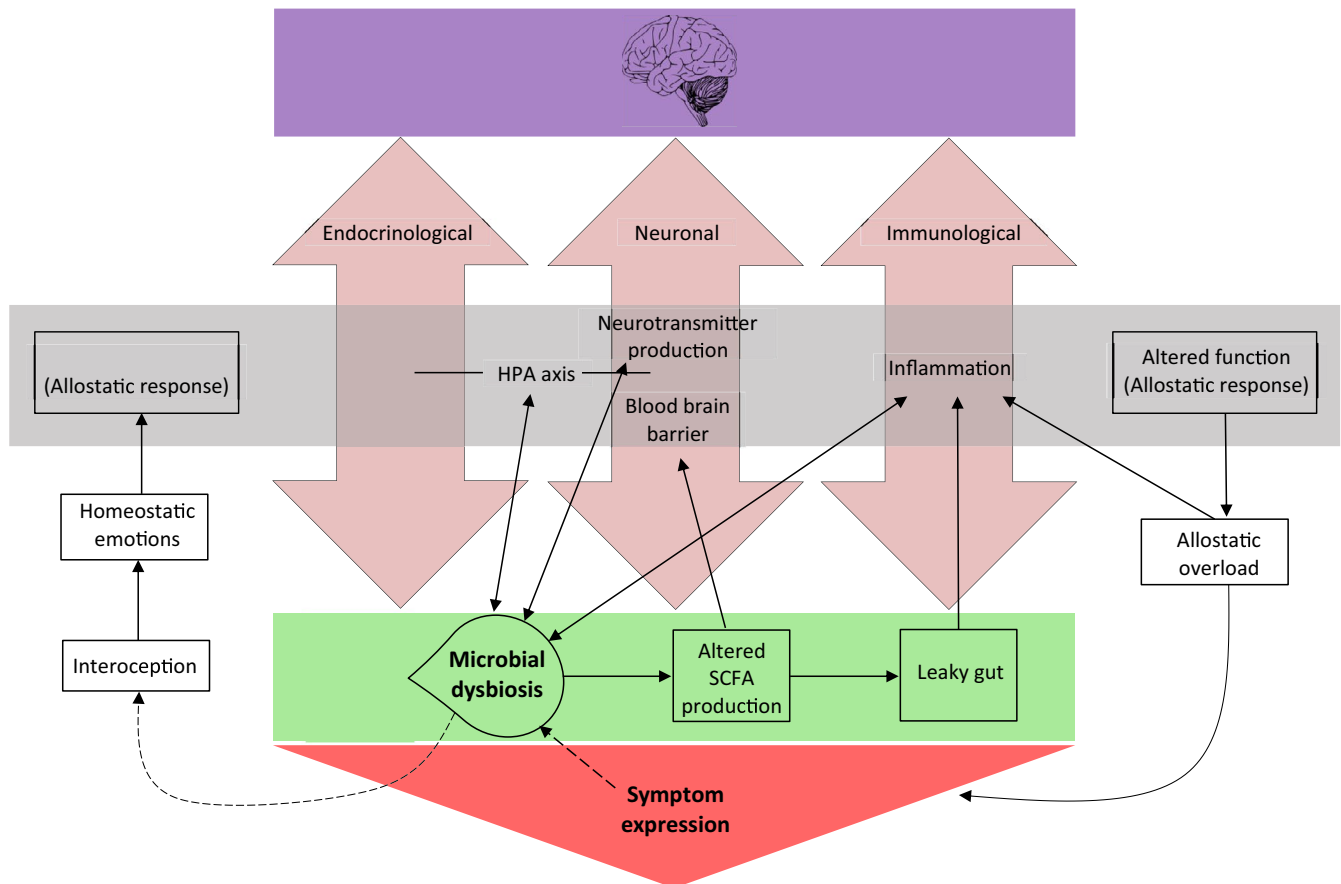 Endocrinological
Neuronal
Immunological
Neurotmitter
production
HPA axis
Inflammation
Blood brain
barrier
(Allostatic response)
Altered function
(Allostatic response)
Homeostatic
emotions
Allostatic
overload
Interoception
Microbial
dysbiosis
Altered
SCFA
production
Leaky gut
Symptom
expression